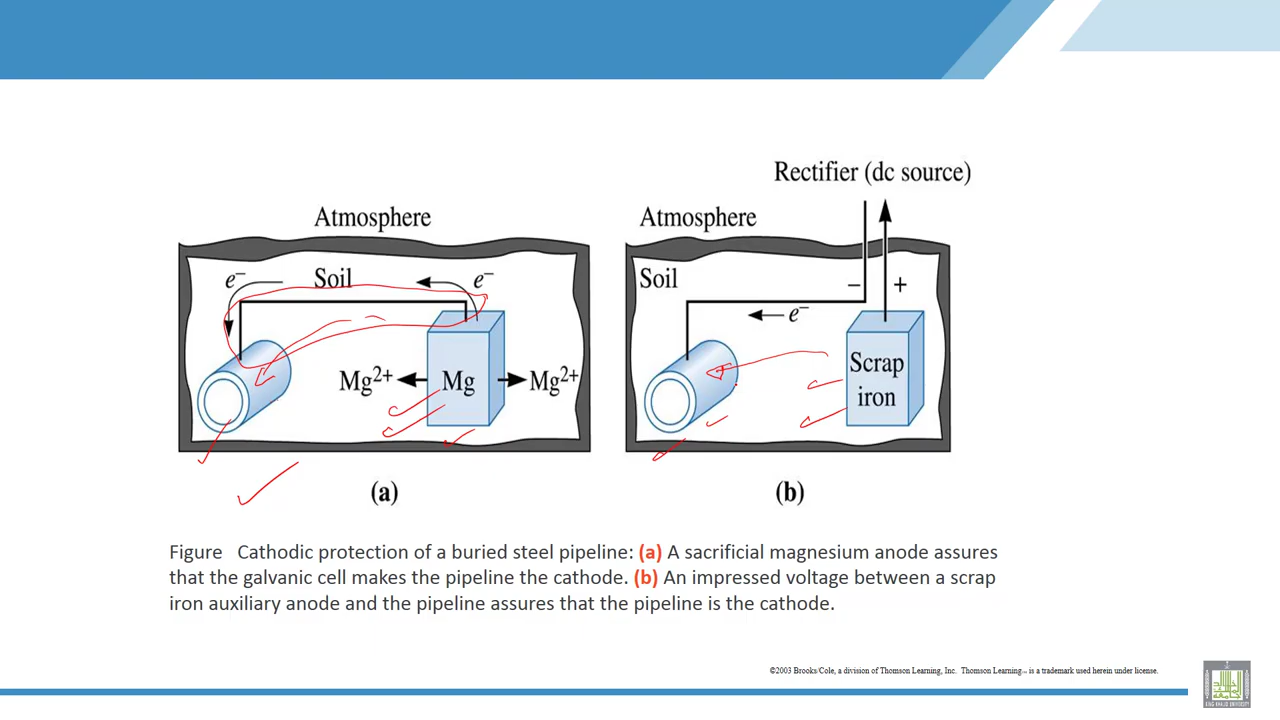 Rectifier (dc source)
Atmosphere
Atmosphere
e⁻
Soil
e⁻
Soil
− +
e⁻
Mg²⁺
Mg
Mg²⁺
Scrap
iron
(a)
(b)
Figure Cathodic protection of a buried steel pipeline: (a) A sacrificial magnesium anode assures
that the galvanic cell makes the pipeline the cathode. (b) An impressed voltage between a scrap
iron auxiliary anode and the pipeline assures that the pipeline is the cathode.
©2003 Brooks/Cole, a division of Thomson Learning, Inc. Thomson Learning™ is a trademark used herein under license.
KING KHALID UNIVERSITY